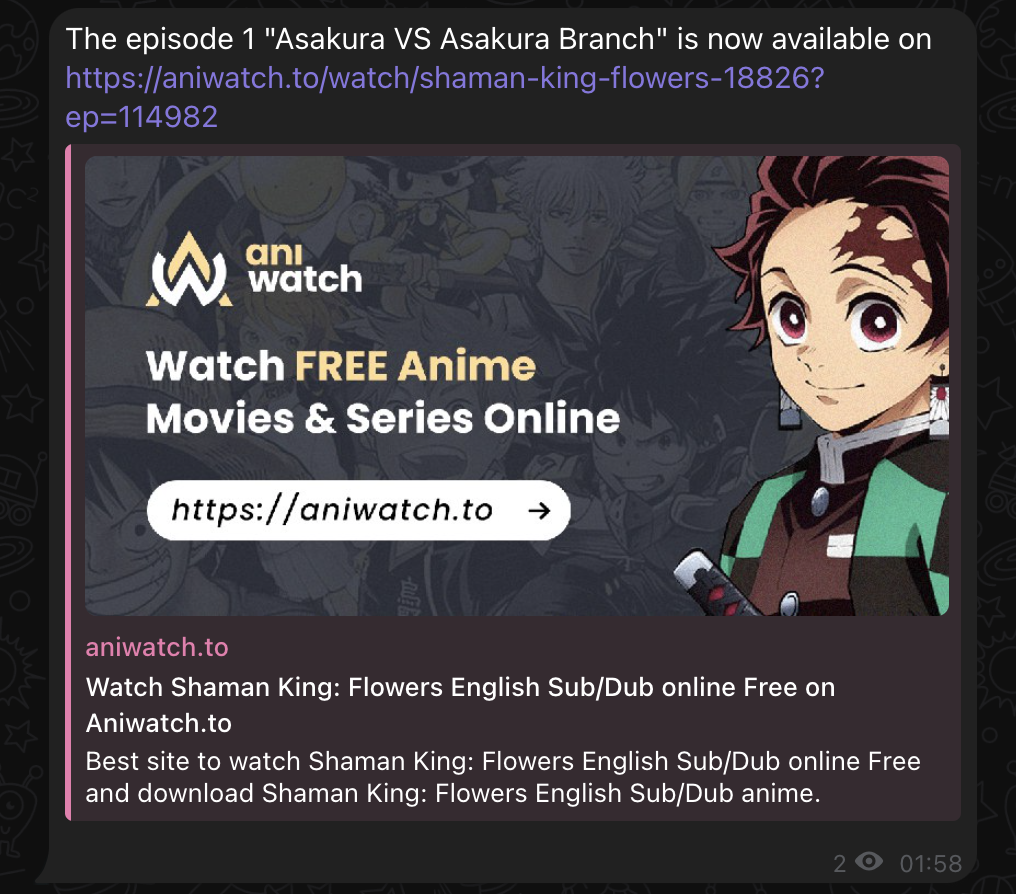 The episode 1 "Asakura VS Asakura Branch" is now available on
https://aniwatch.to/watch/shaman-king-flowers-18826?
ep=114982
ani
watch
Watch FREE Anime
Movies & Series Online
https://aniwatch.to →
aniwatch.to
Watch Shaman King: Flowers English Sub/Dub online Free on
Aniwatch.to
Best site to watch Shaman King: Flowers English Sub/Dub online Free
and download Shaman King: Flowers English Sub/Dub anime.
2 01:58